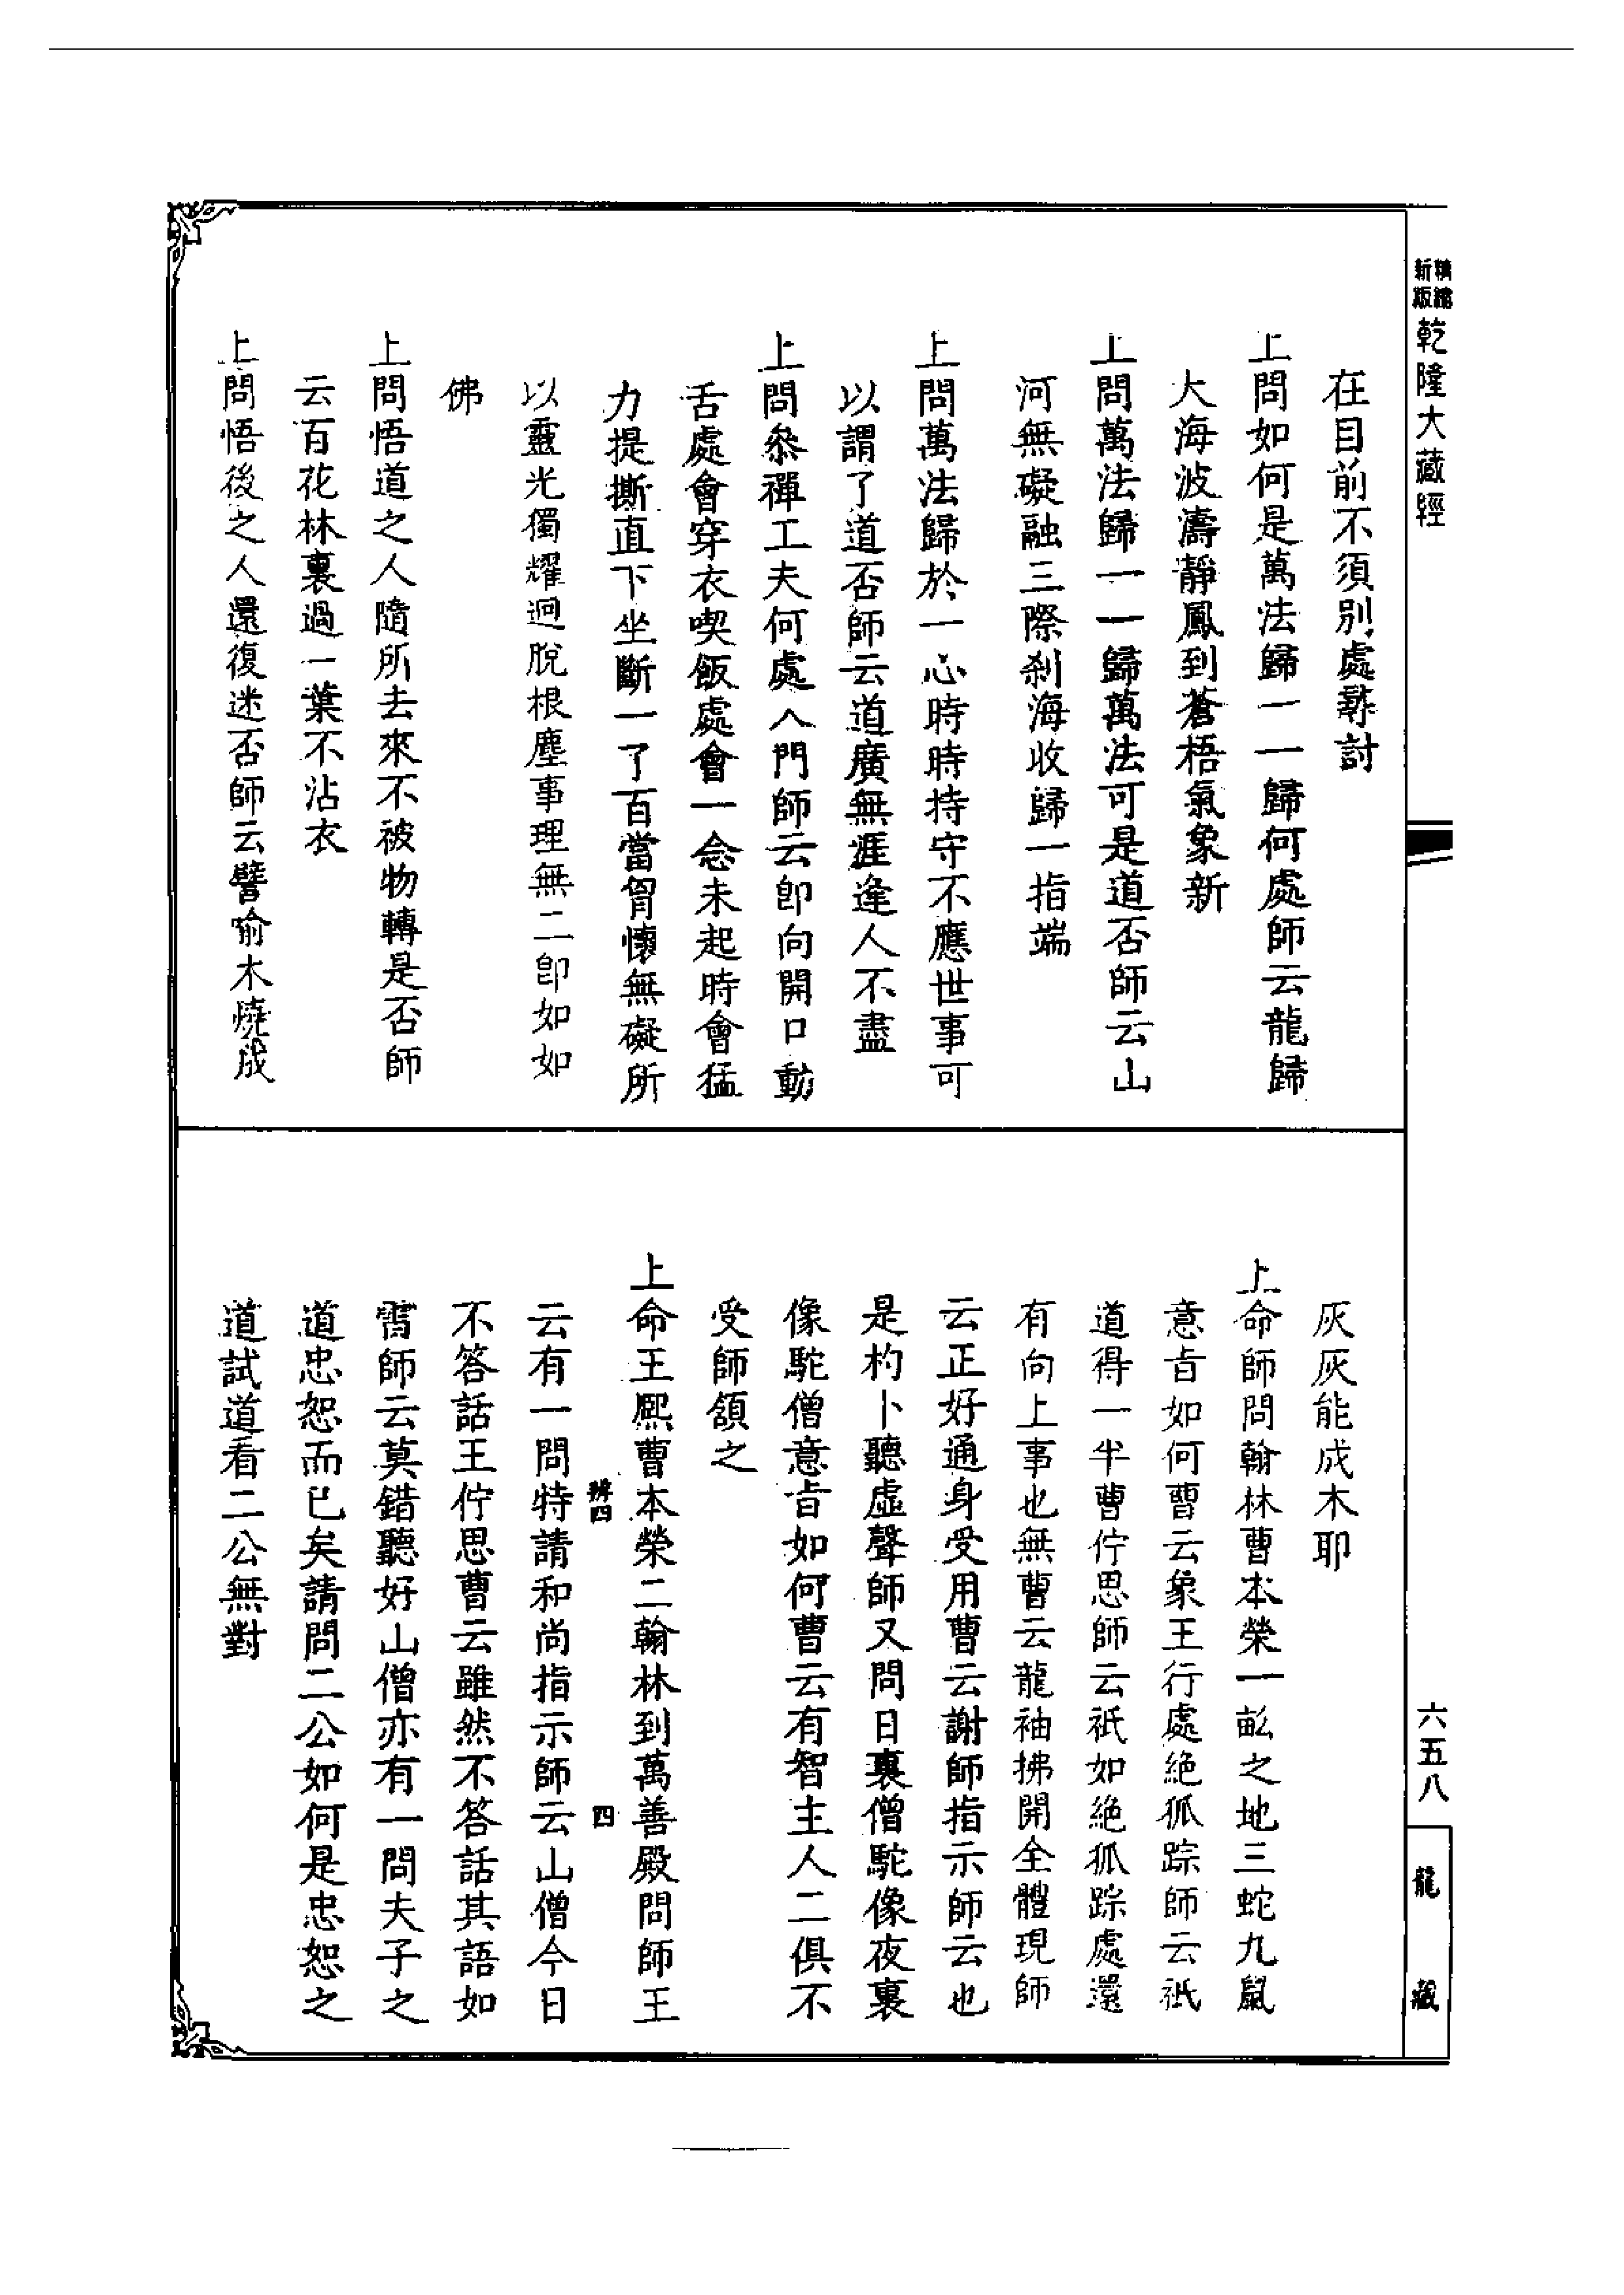 精縮
新版
乾隆大藏經
在目前不須別處尋討
上問如何是萬法歸一一歸何處師云龍歸
大海波濤靜鳳到蒼梧氣象新
上問萬法歸一一歸萬法可是道否師云山
河無礙融三際剎海收歸一指端
上問萬法歸於一心時時持守不應世事可
以謂了道否師云道廣無涯逢人不盡
上問叅禪工夫何處入門師云卽向開口動
舌處會穿衣喫飯處會一念未起時會猛
力提撕直下坐斷一了百當胷懷無礙所
以靈光獨耀迥脫根塵事理無二卽如如
佛
上問悟道之人隨所去來不被物轉是否師
云百花林裏過一葉不沾衣
上問悟後之人還復迷否師云譬喻木燒成
灰灰能成木耶
上命師問翰林曹本榮一畝之地三蛇九鼠
意旨如何曹云象王行處絕狐踪師云祇
道得一半曹佇思師云祇如絕狐踪處還
有向上事也無曹云龍袖拂開全體現師
云正好通身受用曹云謝師指示師云也
是杓卜聽虛聲師又問日裏僧駝像夜裏
像駝僧意旨如何曹云有智主人二俱不
受師頷之
上命王熙曹本榮二翰林到萬善殿問師王
云有一問特請和尚指示師云山僧今日
不答話王佇思曹云雖然不答話其語如
雷師云莫錯聽好山僧亦有一問夫子之
道忠恕而已矣請問二公如何是忠恕之
道試道看二公無對
四
四
六五八
龍藏